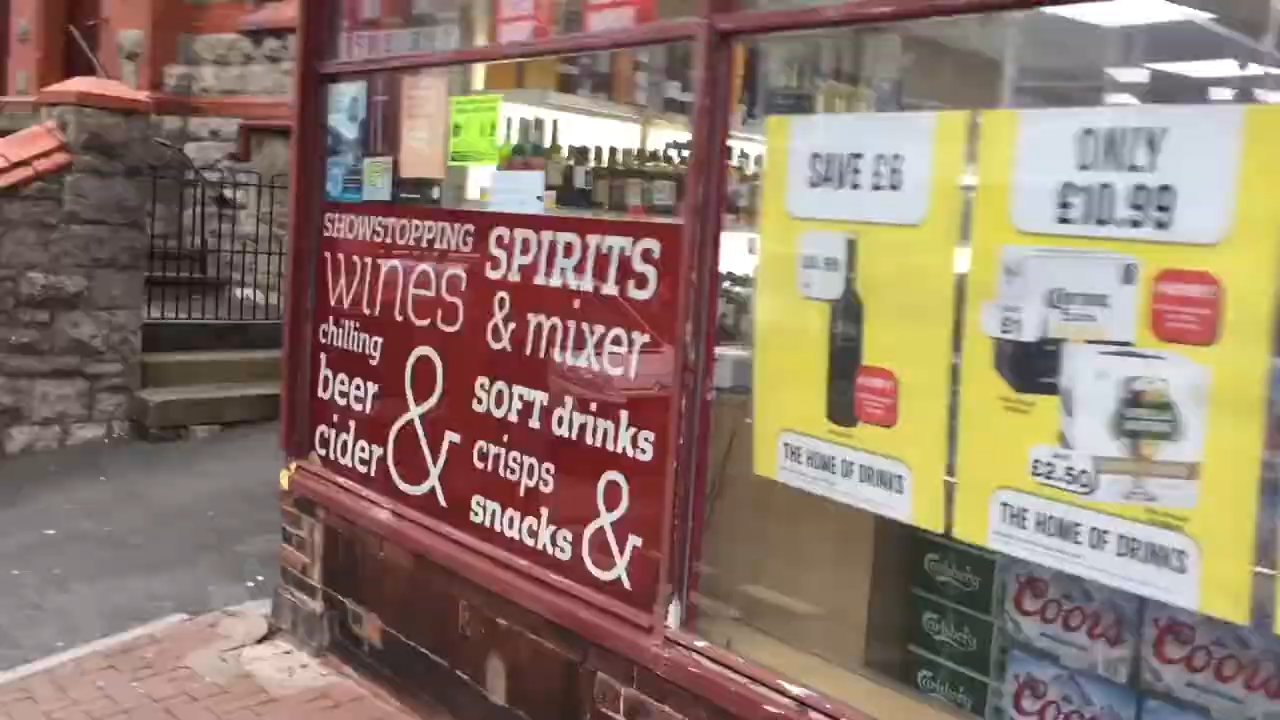 SHOWSTOPPING
wines
chilling
beer
cider
&
SPIRITS
& mixer
SOFT drinks
crisps
snacks
&
SAVE £6
THE HOME OF DRINKS
ONLY
£10.99
£1
£2.50
THE HOME OF DRINKS
Carlsberg
Carlsberg
Carlsberg
Coors
Coors
Coors